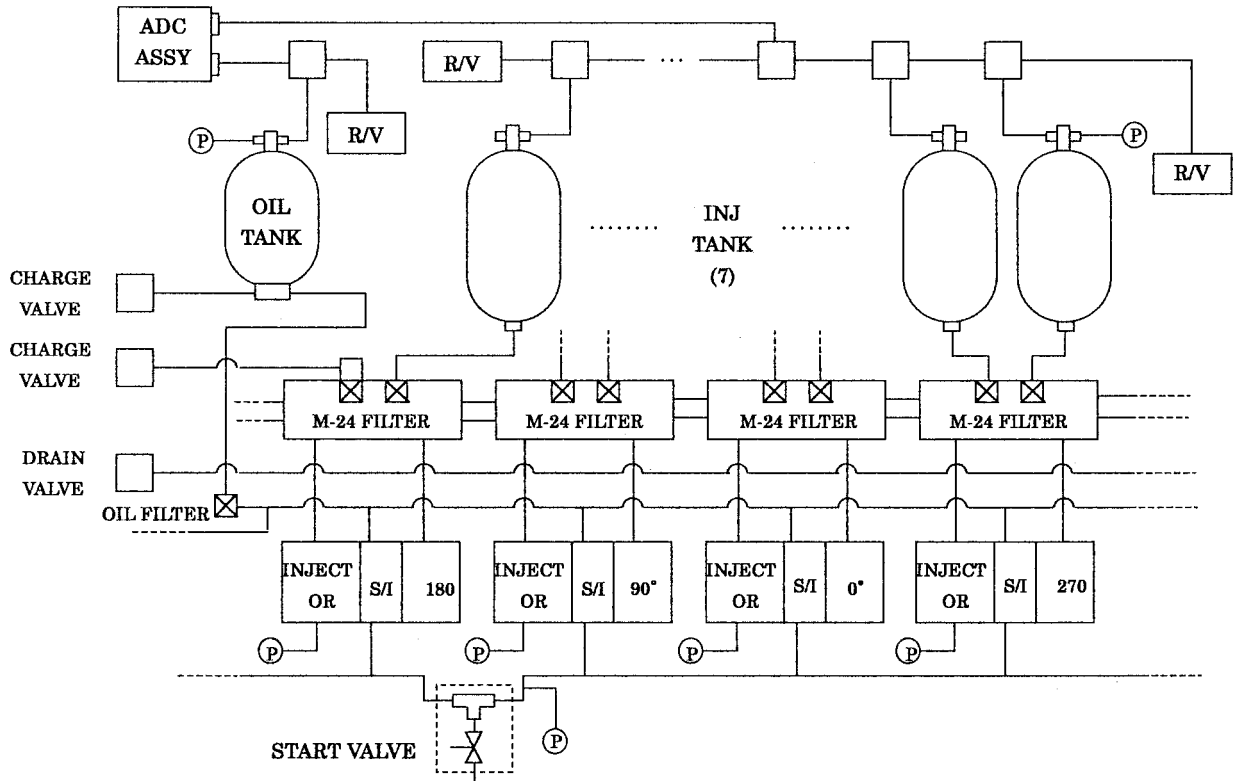 ADC
ASSY
R/V
R/V
P
P
R/V
OIL
TANK
........ INJ ........
TANK
(7)
CHARGE
VALVE
CHARGE
VALVE
M-24 FILTER
M-24 FILTER
M-24 FILTER
M-24 FILTER
DRAIN
VALVE
OIL FILTER
INJECT
OR
S/I
180
INJECT
OR
S/I
90°
INJECT
OR
S/I
0°
INJECT
OR
S/I
270
P
P
P
P
START VALVE
P